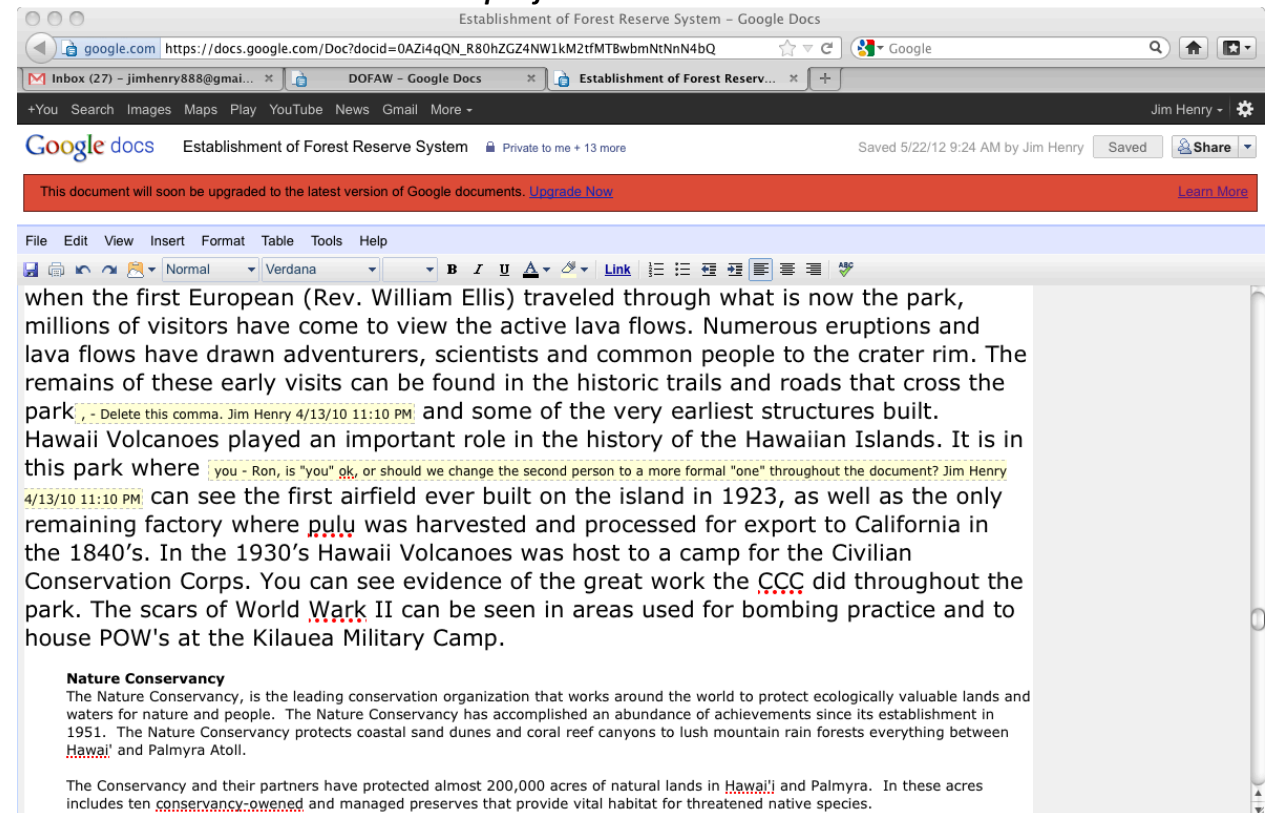 Establishment of Forest Reserve System – Google Docs
google.com https://docs.google.com/Doc?docid=0AZi4qQN_R80hZGZ4NW1kM2tfMTBwbmNtNnN4bQ Google
Inbox (27) – jimhenry888@gmai... × DOFAW – Google Docs × Establishment of Forest Reserv... × +
+You Search Images Maps Play YouTube News Gmail More Jim Henry
Google docs Establishment of Forest Reserve System Private to me + 13 more Saved 5/22/12 9:24 AM by Jim Henry Saved Share
This document will soon be upgraded to the latest version of Google documents. Upgrade Now Learn More
File Edit View Insert Format Table Tools Help
Normal Verdana B I U A Link ABC
when the first European (Rev. William Ellis) traveled through what is now the park,
millions of visitors have come to view the active lava flows. Numerous eruptions and
lava flows have drawn adventurers, scientists and common people to the crater rim. The
remains of these early visits can be found in the historic trails and roads that cross the
park , - Delete this comma. Jim Henry 4/13/10 11:10 PM and some of the very earliest structures built.
Hawaii Volcanoes played an important role in the history of the Hawaiian Islands. It is in
this park where you - Ron, is "you" ok, or should we change the second person to a more formal "one" throughout the document? Jim Henry
4/13/10 11:10 PM can see the first airfield ever built on the island in 1923, as well as the only
remaining factory where pulu was harvested and processed for export to California in
the 1840’s. In the 1930’s Hawaii Volcanoes was host to a camp for the Civilian
Conservation Corps. You can see evidence of the great work the CCC did throughout the
park. The scars of World Wark II can be seen in areas used for bombing practice and to
house POW's at the Kilauea Military Camp.
Nature Conservancy
The Nature Conservancy, is the leading conservation organization that works around the world to protect ecologically valuable lands and
waters for nature and people. The Nature Conservancy has accomplished an abundance of achievements since its establishment in
1951. The Nature Conservancy protects coastal sand dunes and coral reef canyons to lush mountain rain forests everything between
Hawai' and Palmyra Atoll.
The Conservancy and their partners have protected almost 200,000 acres of natural lands in Hawai'i and Palmyra. In these acres
includes ten conservancy-owened and managed preserves that provide vital habitat for threatened native species.